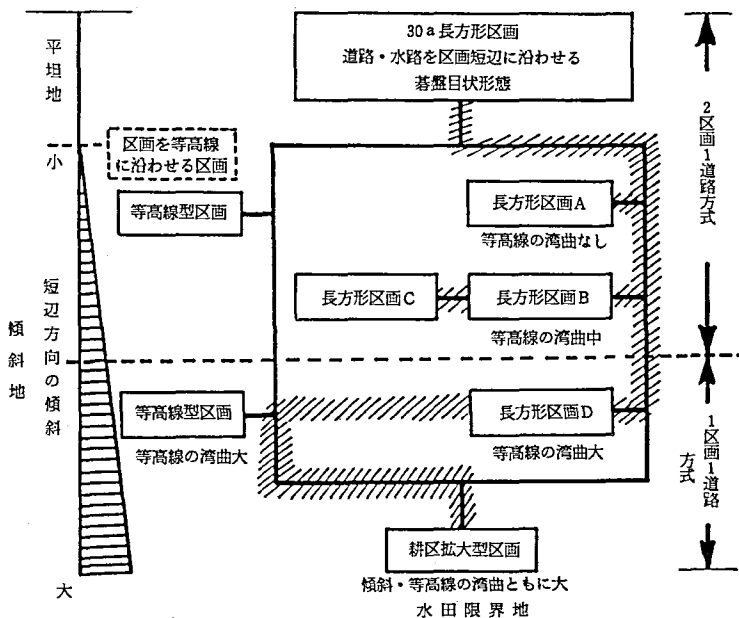 30a長方形区画
道路・水路を区画短辺に沿わせる
碁盤目状形態
平坦地
小
区画を等高線
に沿わせる区画
2区画1道路方式
等高線型区画
長方形区画A
等高線の湾曲なし
長方形区画C
長方形区画B
等高線の湾曲中
短辺方向の傾斜
傾斜地
等高線型区画
等高線の湾曲大
長方形区画D
等高線の湾曲大
1区画1道路
方式
耕区拡大型区画
傾斜・等高線の湾曲ともに大
水田限界地
大